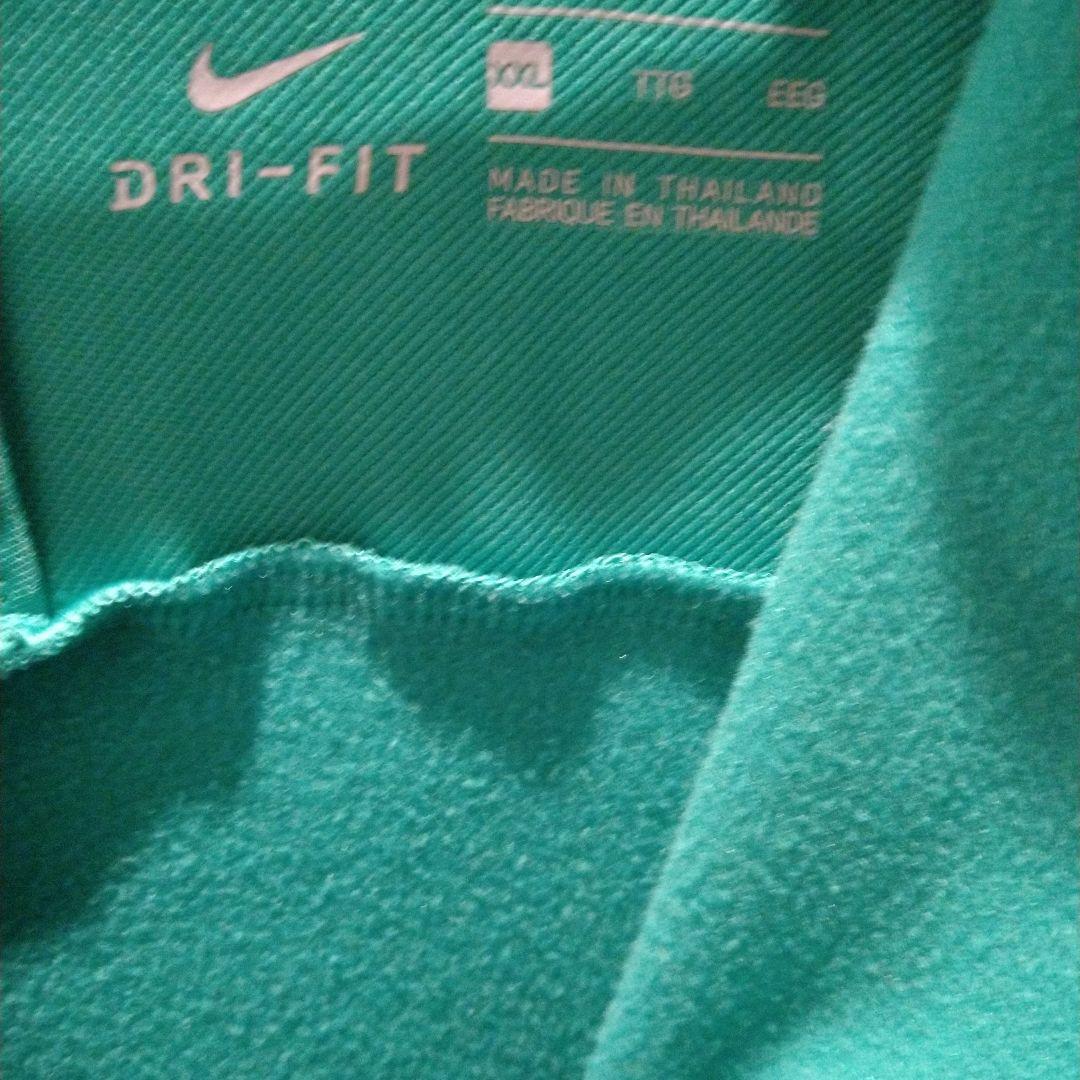 DRI-FIT
XXL TTG EEG
MADE IN THAILAND
FABRIQUE EN THAILANDE